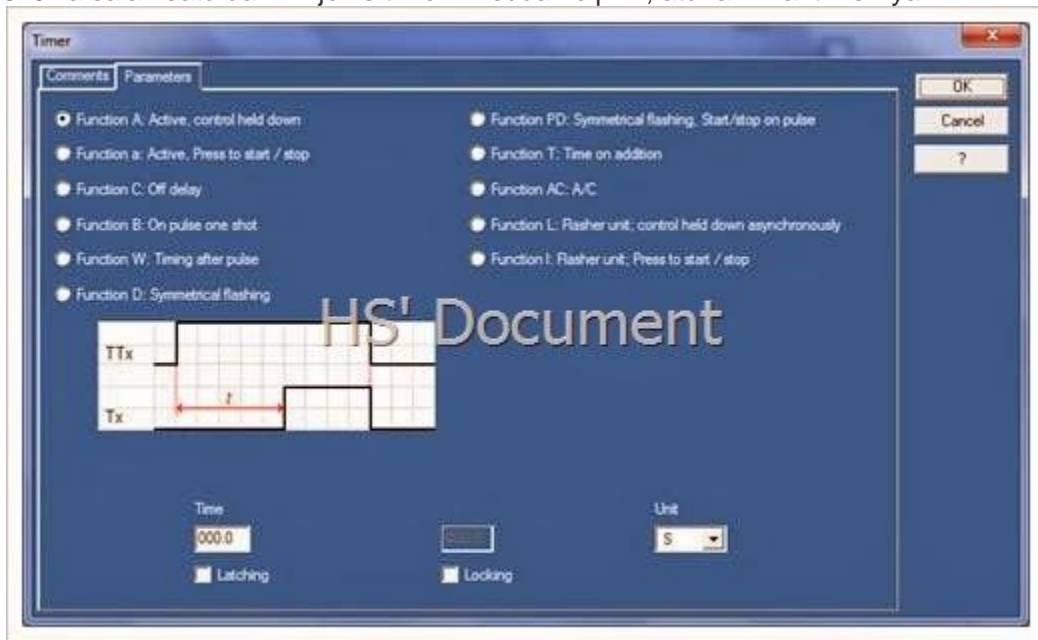 Timer
Comments Parameters
OK
Cancel
?
Function A: Active, control held down
Function a: Active, Press to start / stop
Function C: Off delay
Function B: On pulse one shot
Function W: Timing after pulse
Function D: Symmetrical flashing
Function PD: Symmetrical flashing, Start/stop on pulse
Function T: Time on addition
Function AC: A/C
Function L: Flasher unit; control held down asynchronously
Function l: Flasher unit; Press to start / stop
HS' Document
TTx
t
Tx
Time
000.0
Latching
Locking
Unit
S